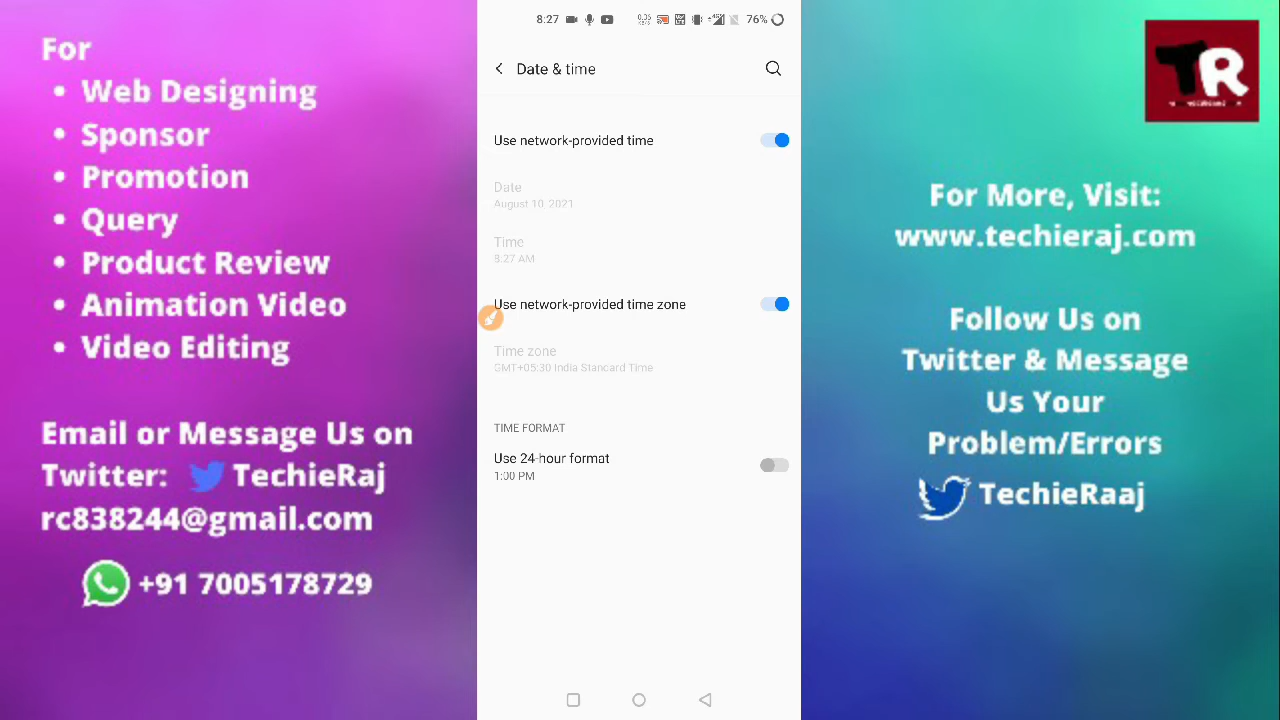 For
• Web Designing
• Sponsor
• Promotion
• Query
• Product Review
• Animation Video
• Video Editing
Email or Message Us on
Twitter: TechieRaj
rc838244@gmail.com
+91 7005178729
8:27
76%
Date & time
Use network-provided time
Date
August 10, 2021
Time
8:27 AM
Use network-provided time zone
Time zone
GMT+05:30 India Standard Time
TIME FORMAT
Use 24-hour format
1:00 PM
TR
For More, Visit:
www.techieraj.com
Follow Us on
Twitter & Message
Us Your
Problem/Errors
TechieRaaj